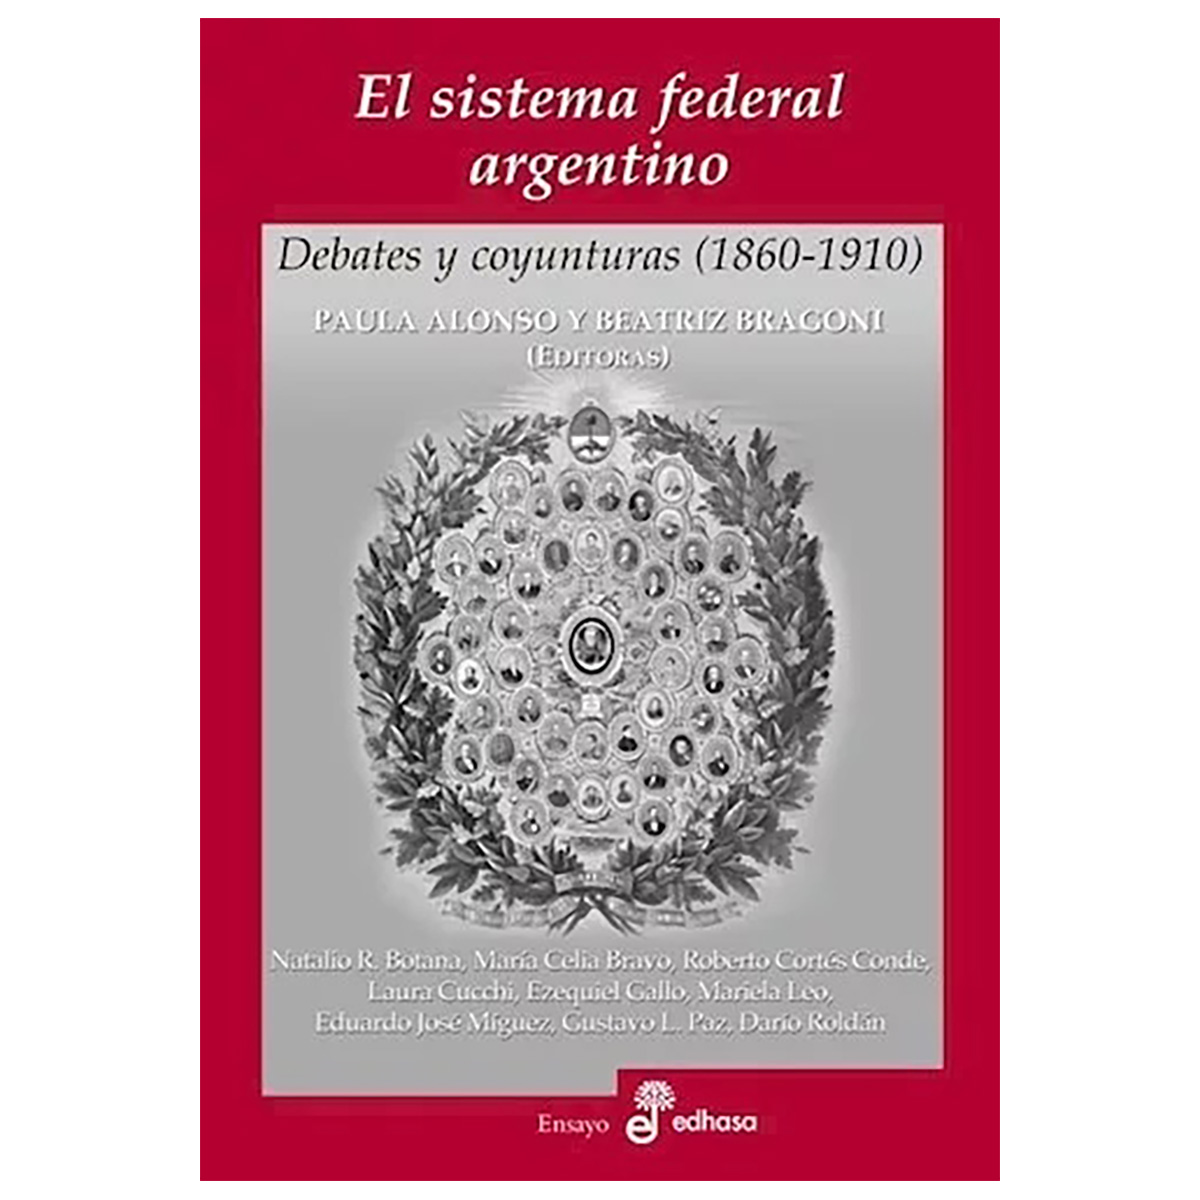 El sistema federal
argentino
Debates y coyunturas (1860-1910)
PAULA ALONSO Y BEATRIZ BRAGONI
(EDITORAS)
Natalio R. Botana, María Celia Bravo, Roberto Cortés Conde,
Laura Cucchi, Ezequiel Gallo, Mariela Leo,
Eduardo José Míguez, Gustavo L. Paz, Darío Roldán
Ensayo
edhasa